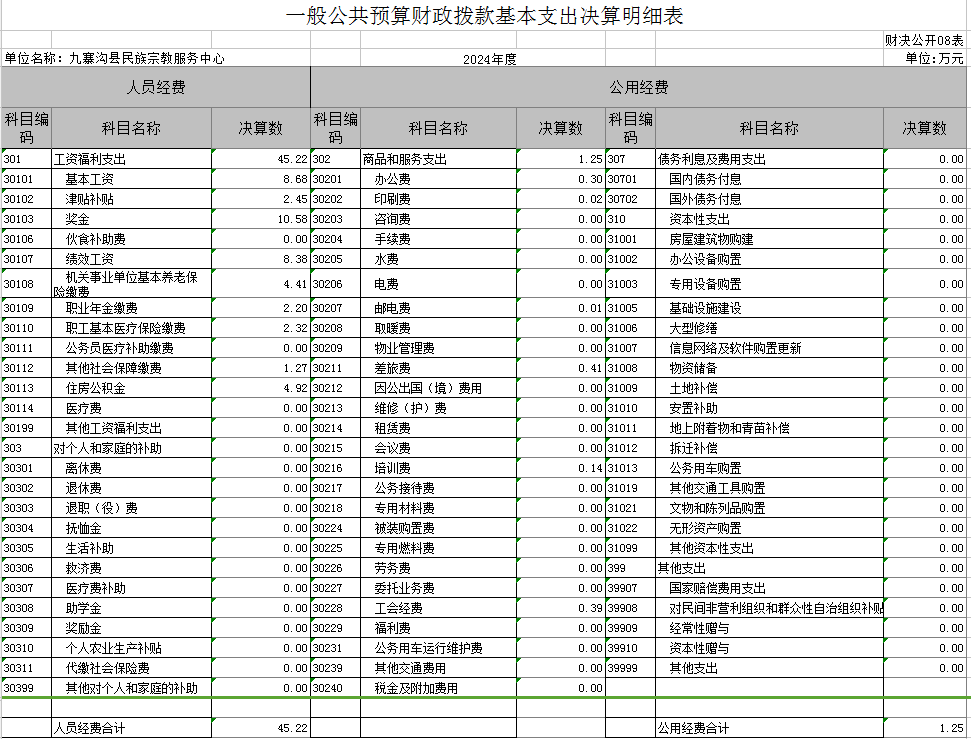 一般公共预算财政拨款基本支出决算明细表
财决公开08表
单位名称：九寨沟县民族宗教服务中心 2024年度 单位:万元
人员经费 公用经费
科目编码 科目名称 决算数 科目编码 科目名称 决算数 科目编码 科目名称 决算数
301 工资福利支出 45.22 302 商品和服务支出 1.25 307 债务利息及费用支出 0.00
30101 基本工资 8.68 30201 办公费 0.30 30701 国内债务付息 0.00
30102 津贴补贴 2.45 30202 印刷费 0.02 30702 国外债务付息 0.00
30103 奖金 10.58 30203 咨询费 0.00 310 资本性支出 0.00
30106 伙食补助费 0.00 30204 手续费 0.00 31001 房屋建筑物购建 0.00
30107 绩效工资 8.38 30205 水费 0.00 31002 办公设备购置 0.00
30108 机关事业单位基本养老保险缴费 4.41 30206 电费 0.00 31003 专用设备购置 0.00
30109 职业年金缴费 2.20 30207 邮电费 0.01 31005 基础设施建设 0.00
30110 职工基本医疗保险缴费 2.32 30208 取暖费 0.00 31006 大型修缮 0.00
30111 公务员医疗补助缴费 0.00 30209 物业管理费 0.00 31007 信息网络及软件购置更新 0.00
30112 其他社会保障缴费 1.27 30211 差旅费 0.41 31008 物资储备 0.00
30113 住房公积金 4.92 30212 因公出国（境）费用 0.00 31009 土地补偿 0.00
30114 医疗费 0.00 30213 维修（护）费 0.00 31010 安置补助 0.00
30199 其他工资福利支出 0.00 30214 租赁费 0.00 31011 地上附着物和青苗补偿 0.00
303 对个人和家庭的补助 0.00 30215 会议费 0.00 31012 拆迁补偿 0.00
30301 离休费 0.00 30216 培训费 0.14 31013 公务用车购置 0.00
30302 退休费 0.00 30217 公务接待费 0.00 31019 其他交通工具购置 0.00
30303 退职（役）费 0.00 30218 专用材料费 0.00 31021 文物和陈列品购置 0.00
30304 抚恤金 0.00 30224 被装购置费 0.00 31022 无形资产购置 0.00
30305 生活补助 0.00 30225 专用燃料费 0.00 31099 其他资本性支出 0.00
30306 救济费 0.00 30226 劳务费 0.00 399 其他支出 0.00
30307 医疗费补助 0.00 30227 委托业务费 0.00 39907 国家赔偿费用支出 0.00
30308 助学金 0.00 30228 工会经费 0.39 39908 对民间非营利组织和群众性自治组织补贴 0.00
30309 奖励金 0.00 30229 福利费 0.00 39909 经常性赠与 0.00
30310 个人农业生产补贴 0.00 30231 公务用车运行维护费 0.00 39910 资本性赠与 0.00
30311 代缴社会保险费 0.00 30239 其他交通费用 0.00 39999 其他支出 0.00
30399 其他对个人和家庭的补助 0.00 30240 税金及附加费用 0.00
人员经费合计 45.22 公用经费合计 1.25